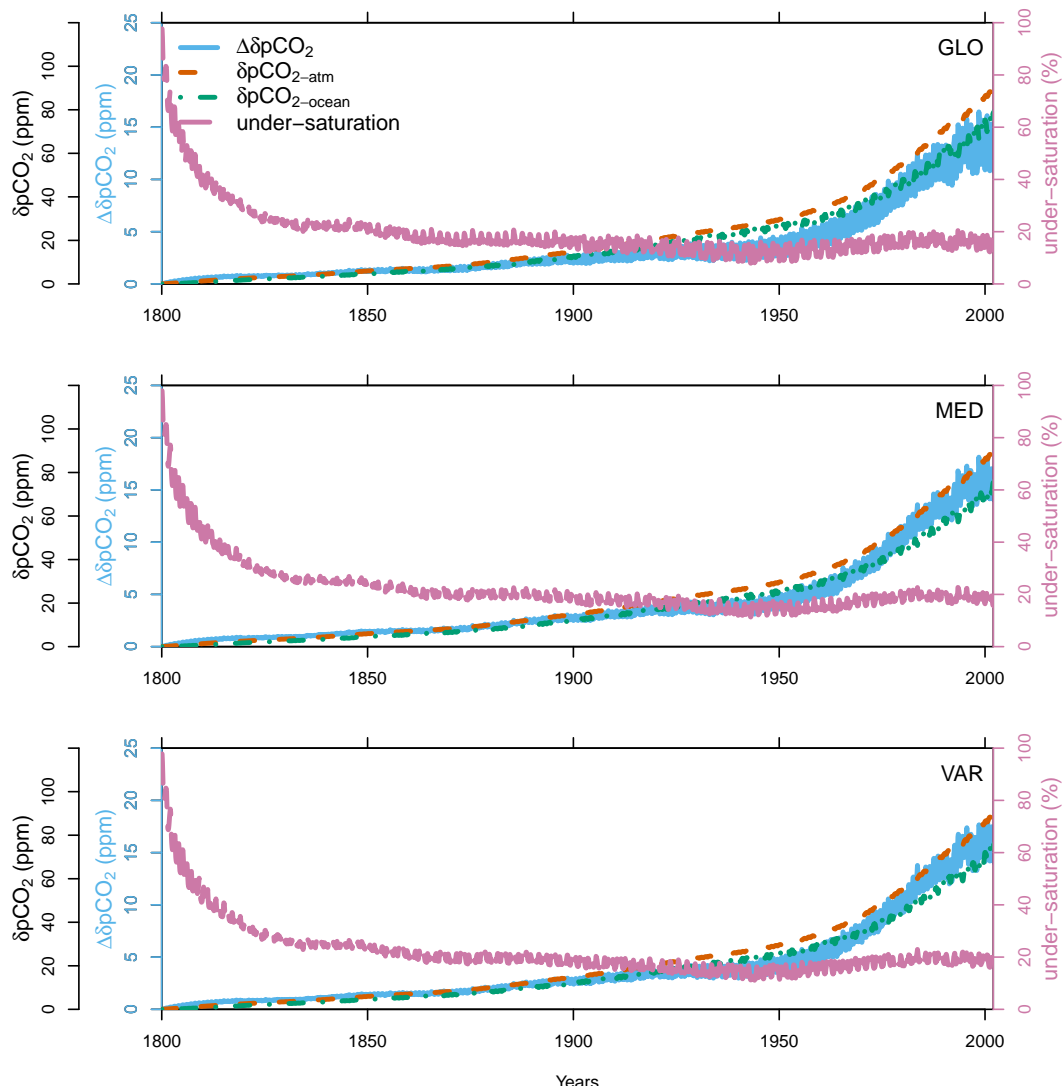 GLO
ΔδpCO2
δpCO2−atm
δpCO2−ocean
under−saturation
δpCO2 (ppm)
0 20 40 60 80 100
ΔδpCO2 (ppm)
0 5 10 15 20 25
under−saturation (%)
0 20 40 60 80 100
1800 1850 1900 1950 2000
MED
δpCO2 (ppm)
0 20 40 60 80 100
ΔδpCO2 (ppm)
0 5 10 15 20 25
under−saturation (%)
0 20 40 60 80 100
1800 1850 1900 1950 2000
VAR
δpCO2 (ppm)
0 20 40 60 80 100
ΔδpCO2 (ppm)
0 5 10 15 20 25
under−saturation (%)
0 20 40 60 80 100
1800 1850 1900 1950 2000
Years